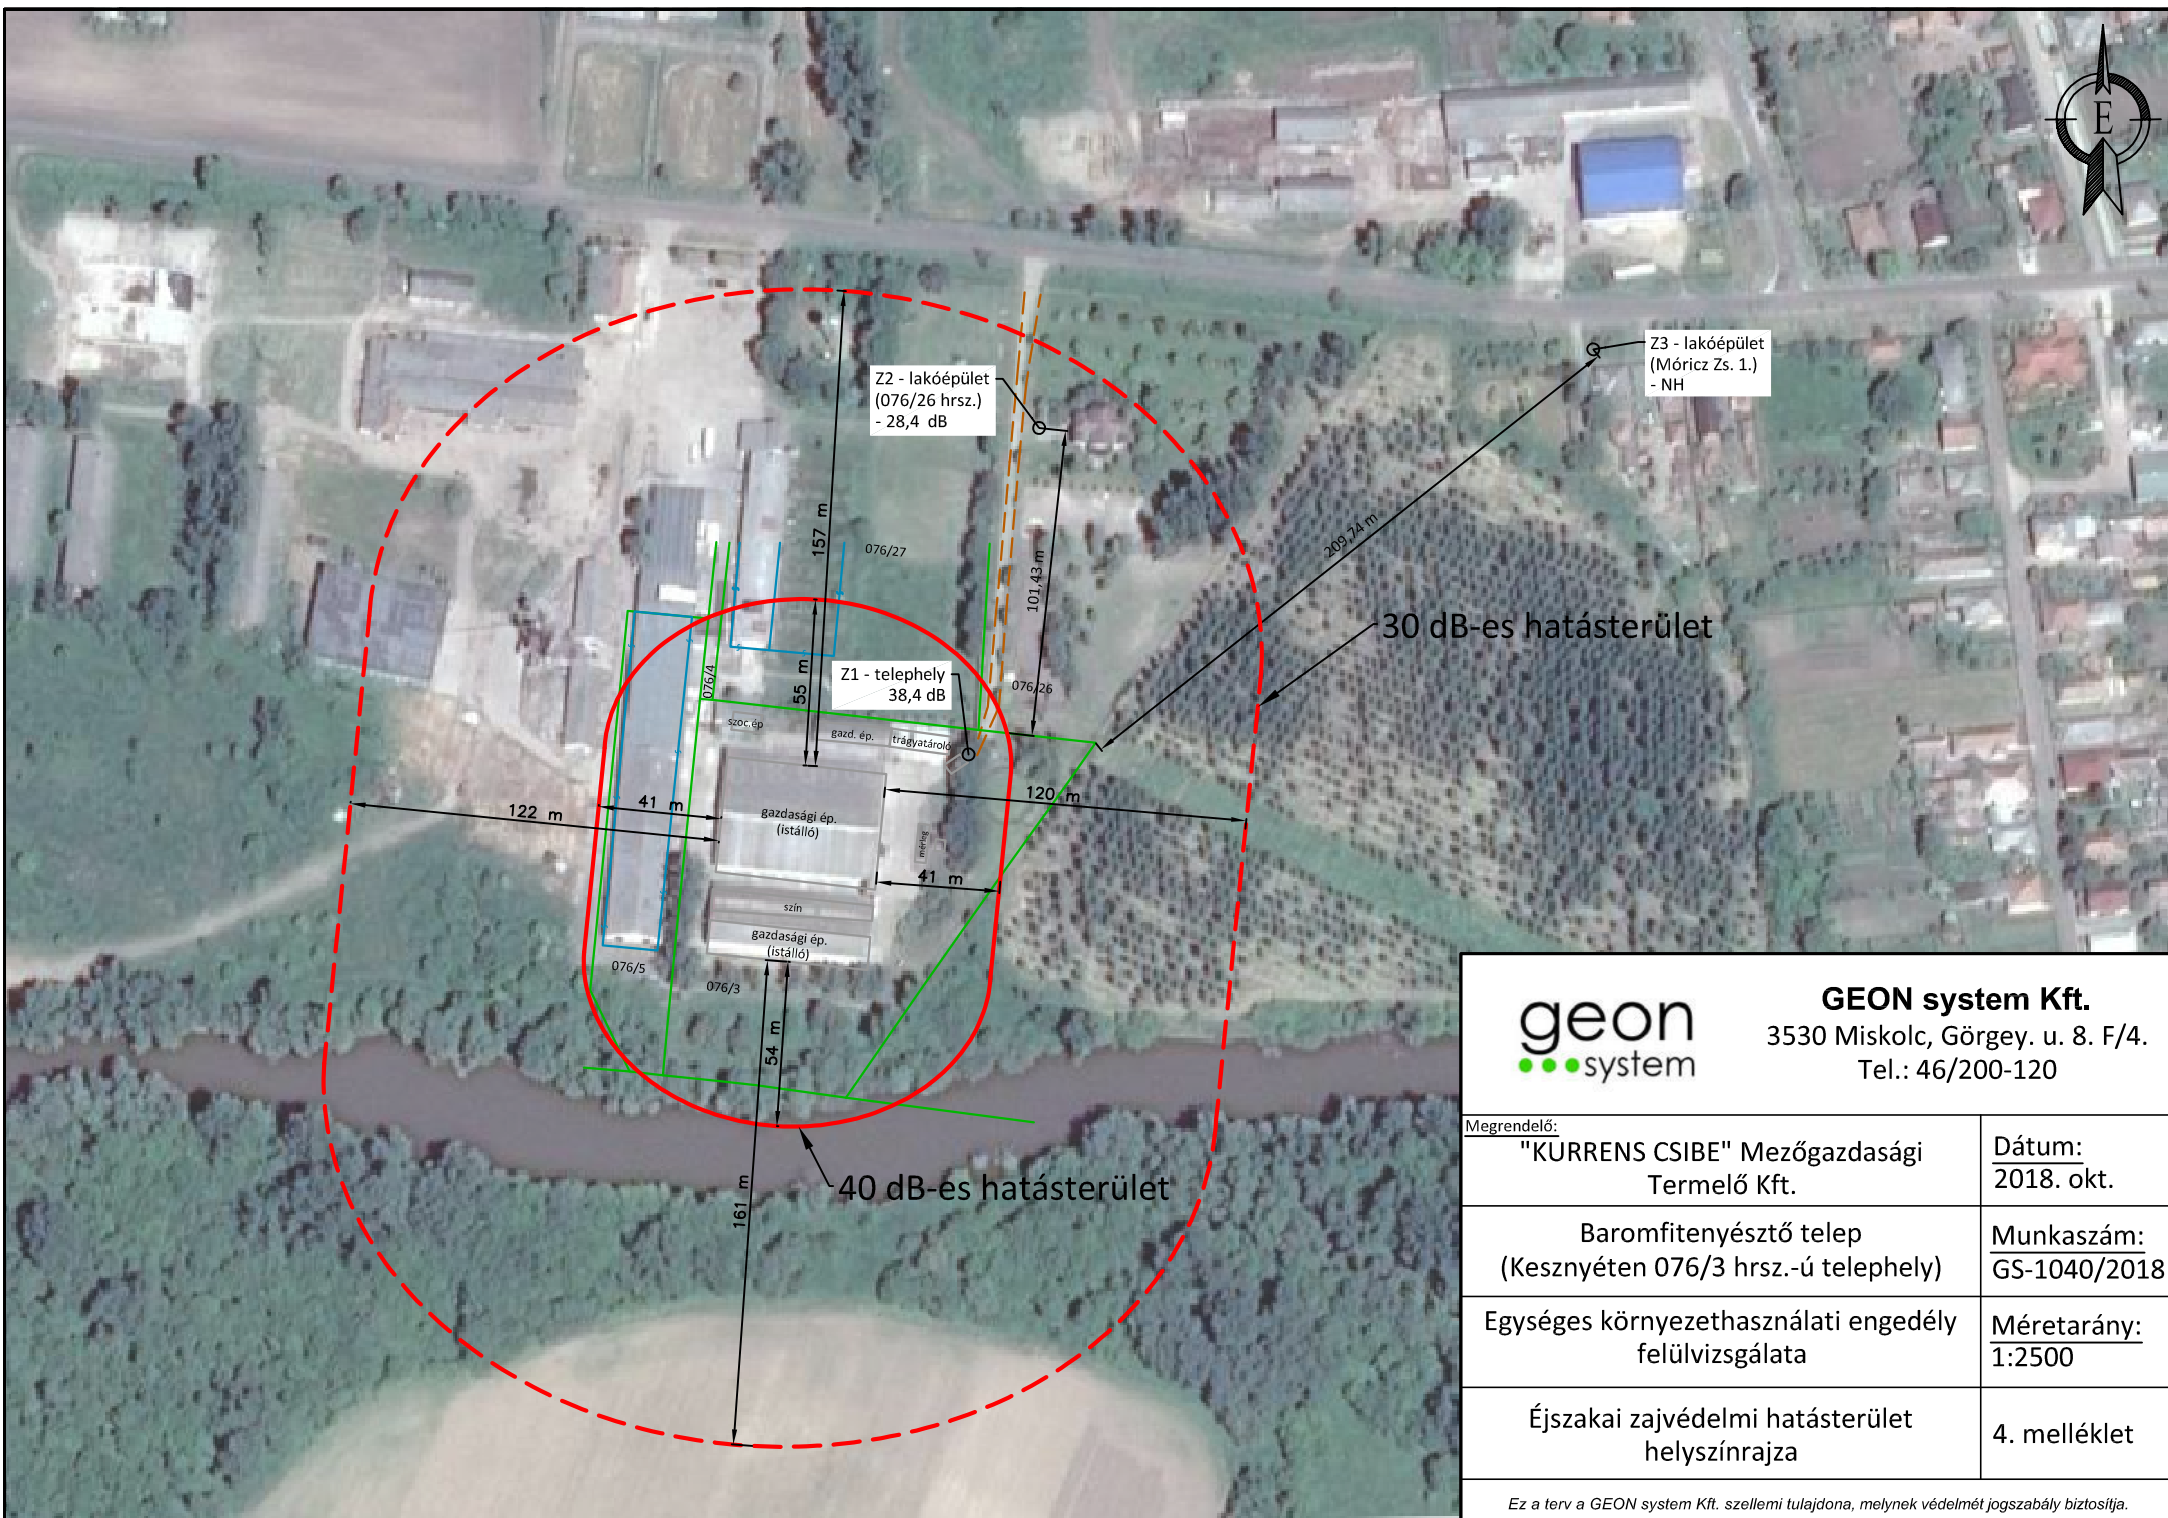 E
Z3 - lakóépület
(Móricz Zs. 1.)
- NH
Z2 - lakóépület
(076/26 hrsz.)
- 28,4 dB
157 m
076/27
209,74 m
101,43 m
30 dB-es hatásterület
55 m
Z1 - telephely
38,4 dB
076/4
076/26
szoc.ép
gazd. ép.
trágyatároló
122 m
41 m
120 m
gazdasági ép.
(istálló)
mérleg
41 m
szín
gazdasági ép.
(istálló)
076/5
076/3
54 m
161 m
40 dB-es hatásterület
geon
system
GEON system Kft.
3530 Miskolc, Görgey. u. 8. F/4.
Tel.: 46/200-120
Megrendelő:
"KURRENS CSIBE" Mezőgazdasági
Termelő Kft.
Dátum:
2018. okt.
Baromfitenyésztő telep
(Kesznyéten 076/3 hrsz.-ú telephely)
Munkaszám:
GS-1040/2018
Egységes környezethasználati engedély
felülvizsgálata
Méretarány:
1:2500
Éjszakai zajvédelmi hatásterület
helyszínrajza
4. melléklet
Ez a terv a GEON system Kft. szellemi tulajdona, melynek védelmét jogszabály biztosítja.